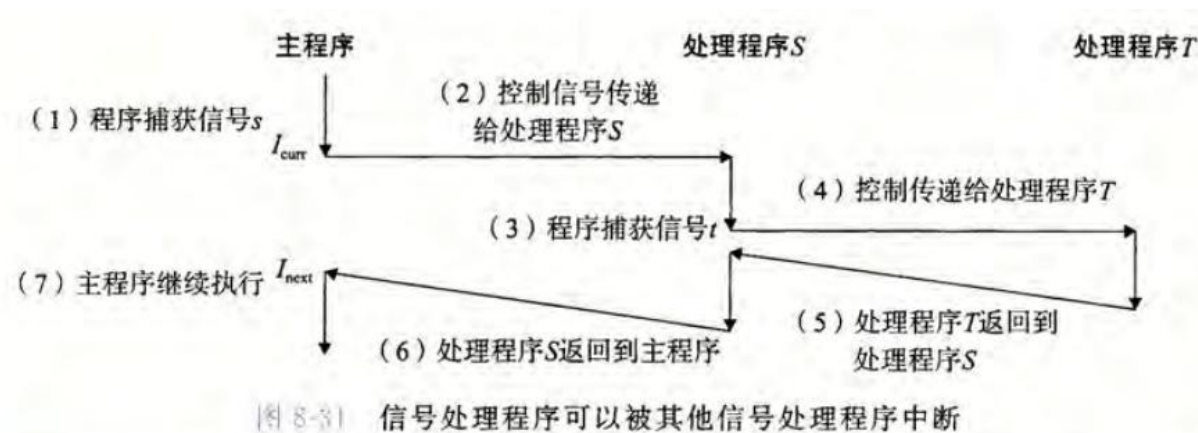 主程序
处理程序S
处理程序T
(1)程序捕获信号s
(2)控制信号传递
给处理程序S
I_curr
(4)控制传递给处理程序T
(3)程序捕获信号t
(7)主程序继续执行
I_next
(5)处理程序T返回到
处理程序S
(6)处理程序S返回到主程序
图 8-31 信号处理程序可以被其他信号处理程序中断